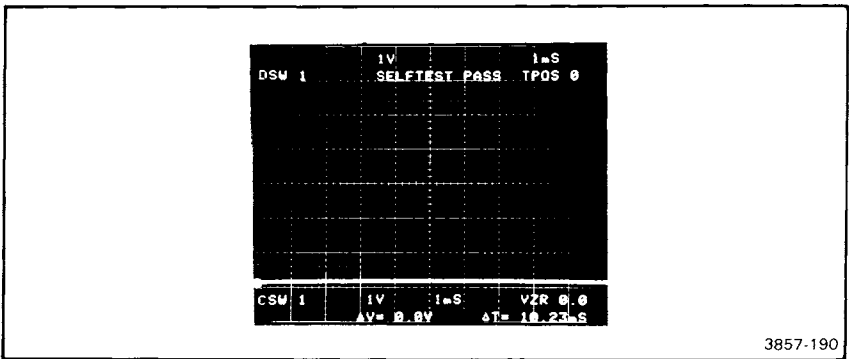 1V 1mS
DSW 1 SELFTEST PASS TPOS 0
CSW 1 1V 1mS VZR 0.0
ΔV= 0.0V ΔT= 10.23mS
3857-190